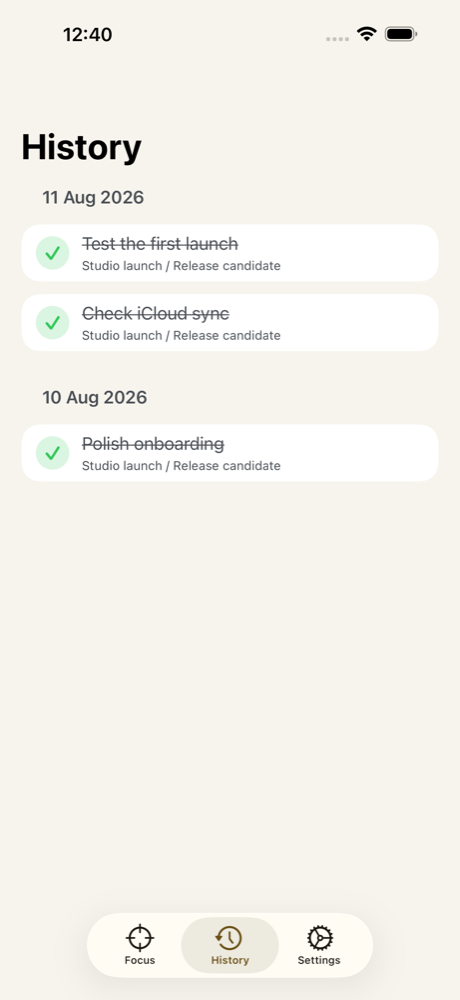 12:40
History
11 Aug 2026
Test the first launch
Studio launch / Release candidate
Check iCloud sync
Studio launch / Release candidate
10 Aug 2026
Polish onboarding
Studio launch / Release candidate
Focus
History
Settings